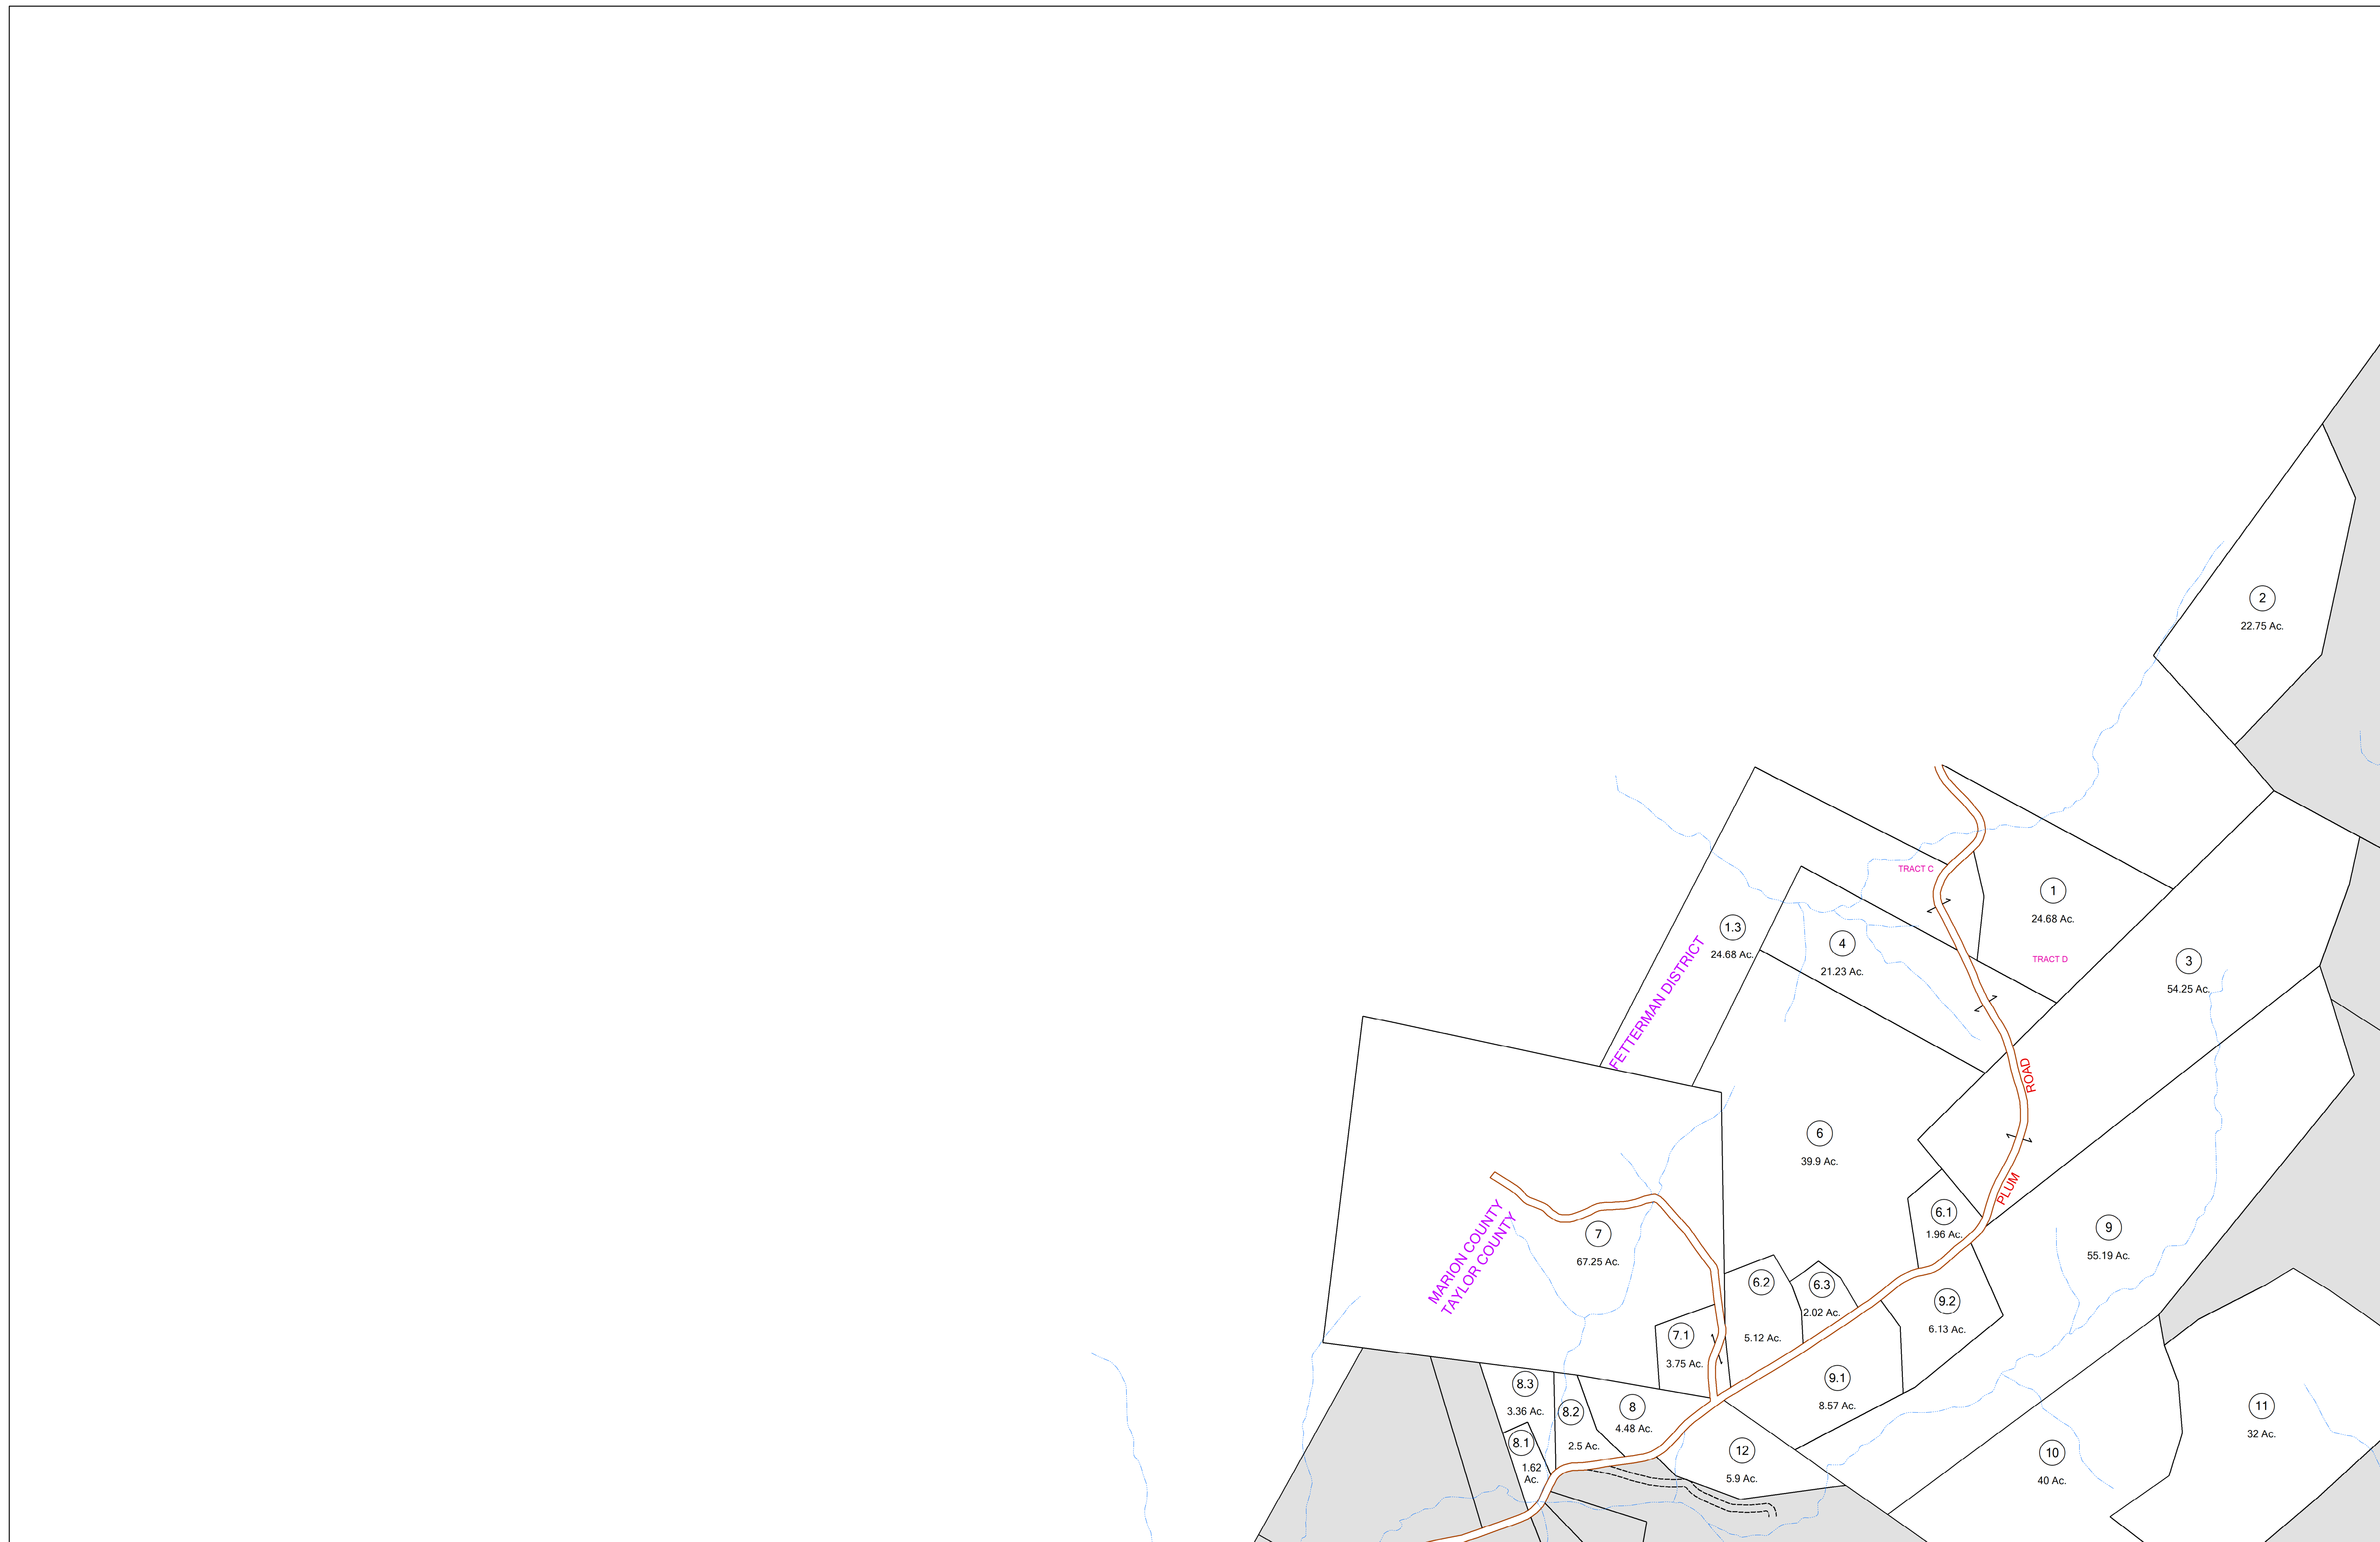 2
22.75 Ac.
TRACT C
1
24.68 Ac.
TRACT D
1.3
24.68 Ac.
4
21.23 Ac.
3
54.25 Ac.
FETTERMAN DISTRICT
ROAD
6
39.9 Ac.
PLUM
6.1
1.96 Ac.
9
55.19 Ac.
MARION COUNTY
TAYLOR COUNTY
7
67.25 Ac.
6.2
5.12 Ac.
6.3
2.02 Ac.
9.2
6.13 Ac.
7.1
3.75 Ac.
9.1
8.57 Ac.
8.3
3.36 Ac.
8.2
2.5 Ac.
8
4.48 Ac.
8.1
1.62
Ac.
12
5.9 Ac.
10
40 Ac.
11
32 Ac.